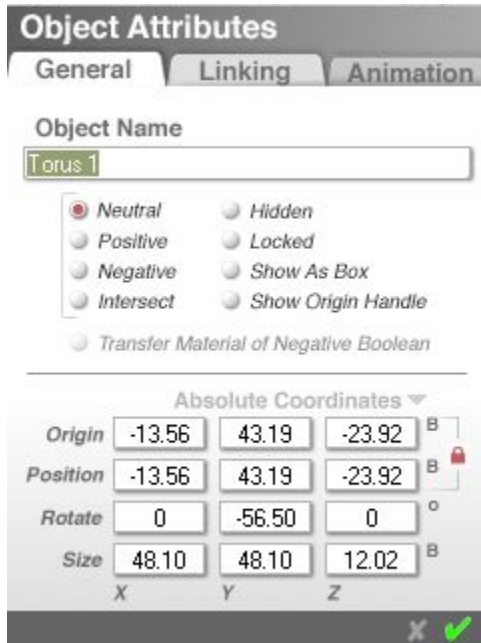 Object Attributes
General Linking Animation
Object Name
Torus 1
Neutral Hidden
Positive Locked
Negative Show As Box
Intersect Show Origin Handle
Transfer Material of Negative Boolean
Absolute Coordinates
Origin -13.56 43.19 -23.92 B
Position -13.56 43.19 -23.92 B
Rotate 0 -56.50 0 o
Size 48.10 48.10 12.02 B
X Y Z